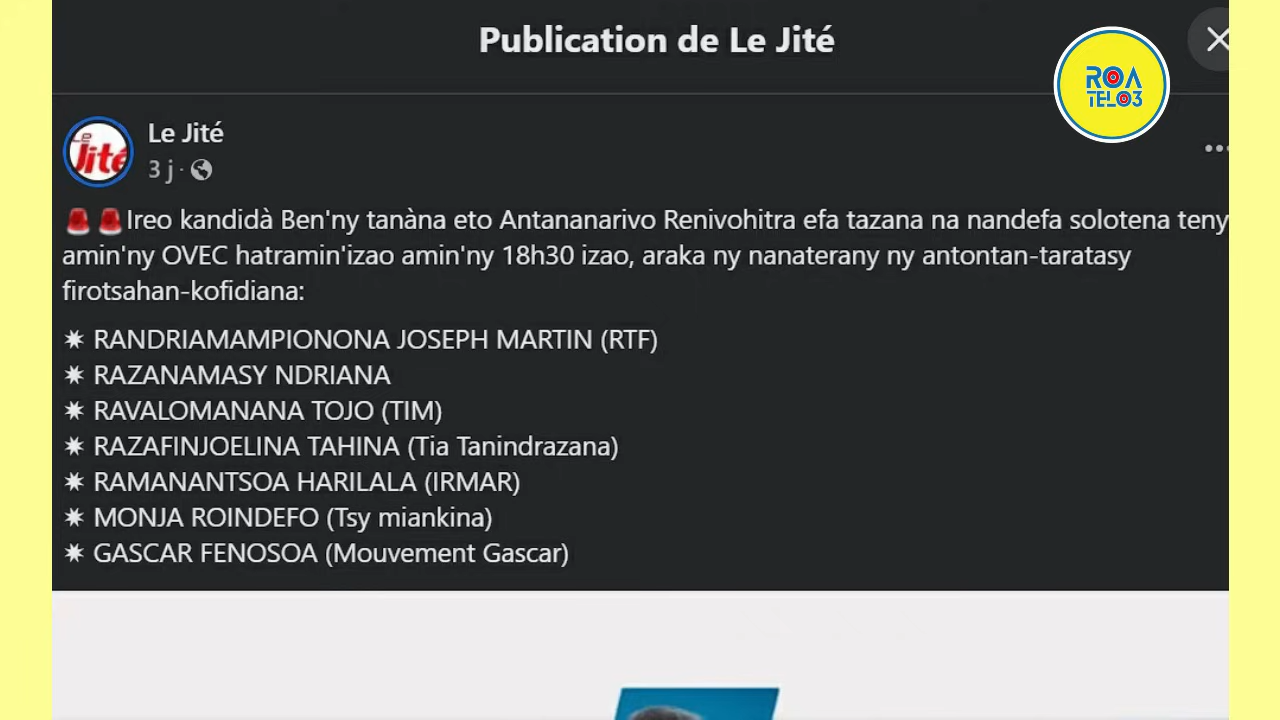 Publication de Le Jité
ROA
TELO3
Le Jité
Le Jité
3 j ·
🚨🚨Ireo kandidà Ben'ny tanàna eto Antananarivo Renivohitra efa tazana na nandefa solotena teny
amin'ny OVEC hatramin'izao amin'ny 18h30 izao, araka ny nanaterany ny antontan-taratasy
firotsahan-kofidiana:
✷ RANDRIAMAMPIONONA JOSEPH MARTIN (RTF)
✷ RAZANAMASY NDRIANA
✷ RAVALOMANANA TOJO (TIM)
✷ RAZAFINJOELINA TAHINA (Tia Tanindrazana)
✷ RAMANANTSOA HARILALA (IRMAR)
✷ MONJA ROINDEFO (Tsy miankina)
✷ GASCAR FENOSOA (Mouvement Gascar)